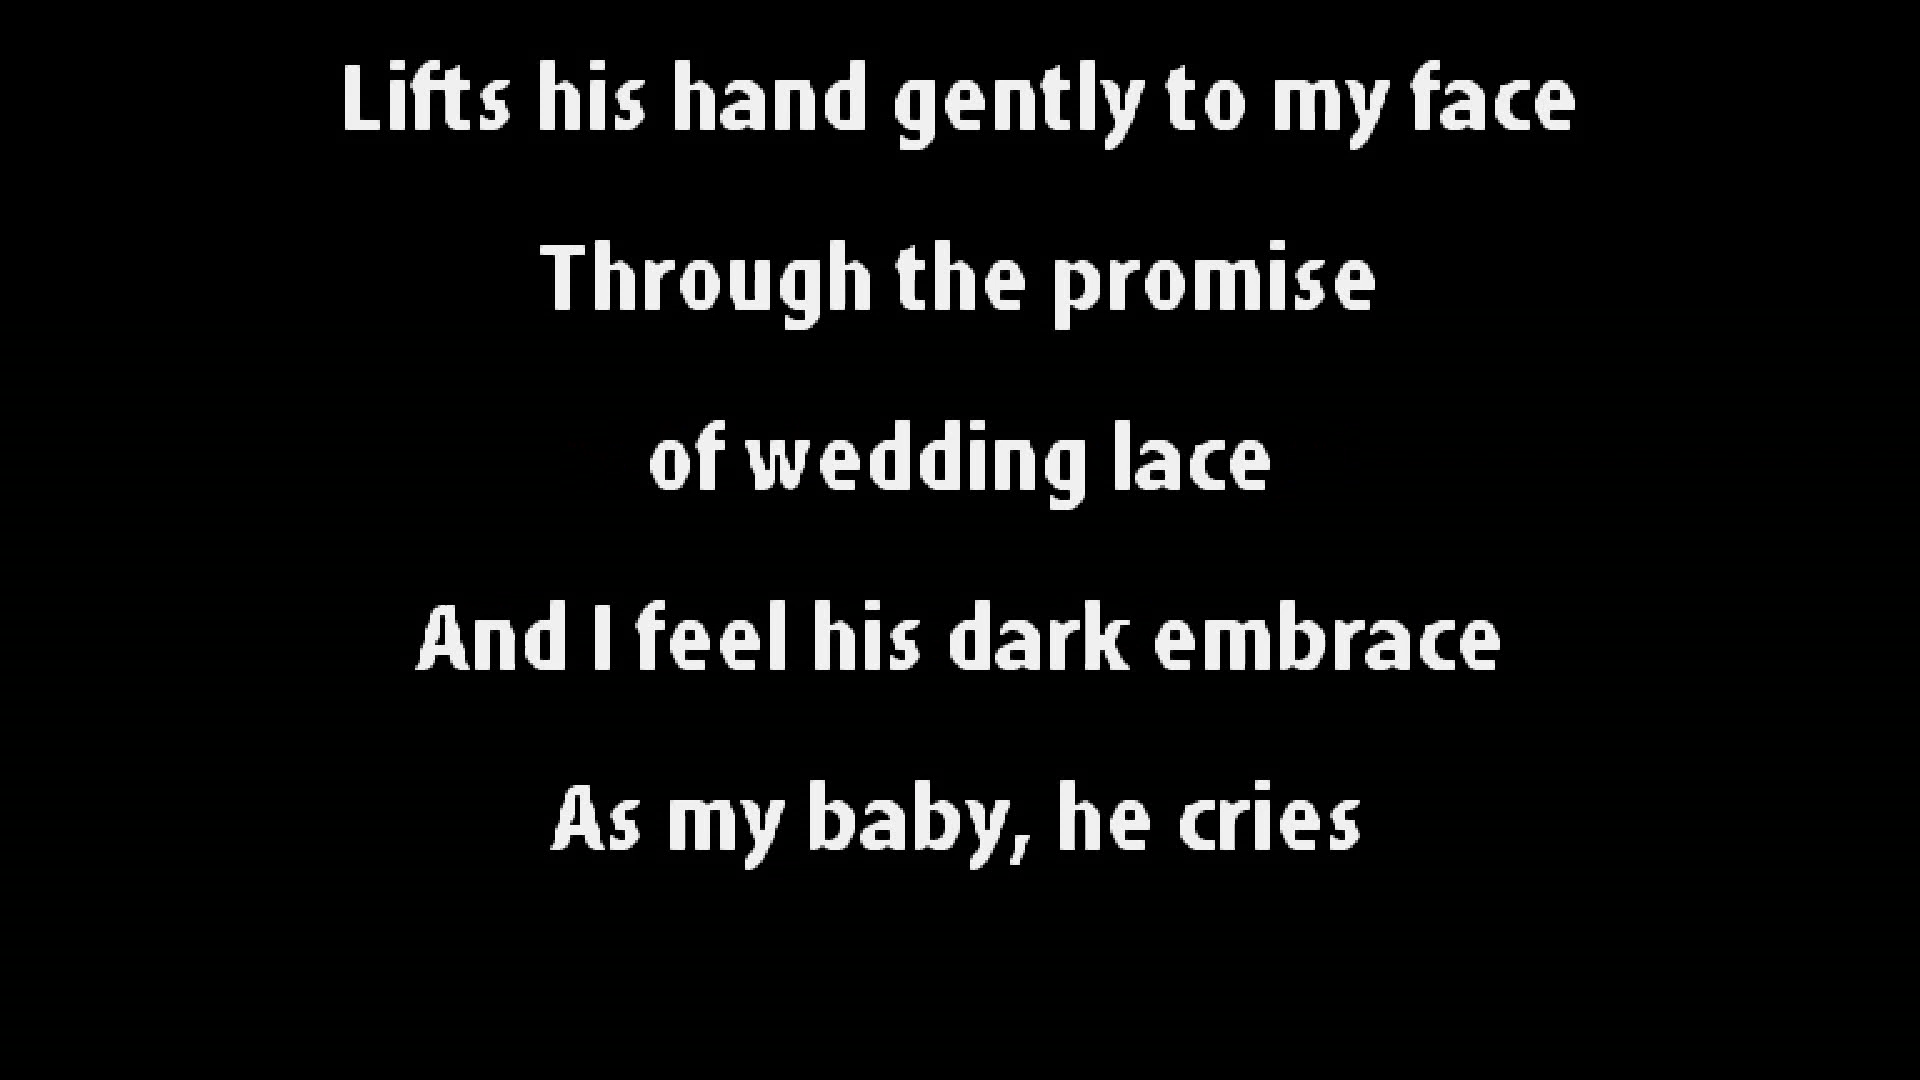 Lifts his hand gently to my face
Through the promise
of wedding lace
And I feel his dark embrace
As my baby, he cries